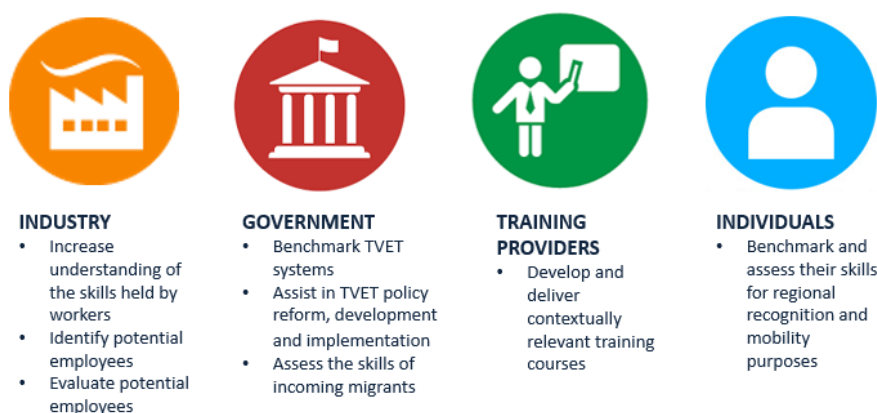 INDUSTRY
• Increase
understanding of
the skills held by
workers
• Identify potential
employees
• Evaluate potential
employees
GOVERNMENT
• Benchmark TVET
systems
• Assist in TVET policy
reform, development
and implementation
• Assess the skills of
incoming migrants
TRAINING
PROVIDERS
• Develop and
deliver
contextually
relevant training
courses
INDIVIDUALS
• Benchmark and
assess their skills
for regional
recognition and
mobility
purposes